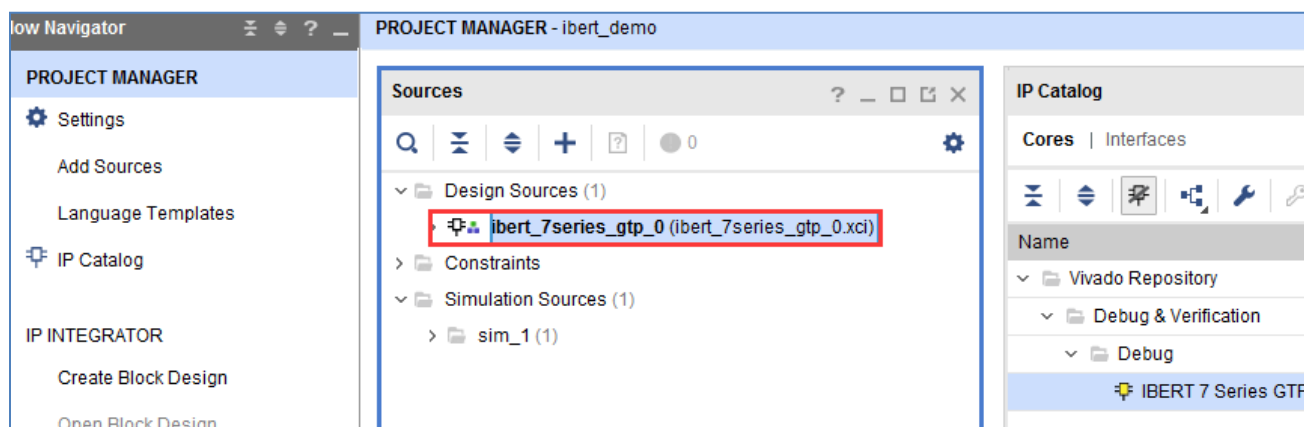 low Navigator
PROJECT MANAGER - ibert_demo
PROJECT MANAGER
Settings
Add Sources
Language Templates
IP Catalog
IP INTEGRATOR
Create Block Design
Open Block Design
Sources
0
Design Sources (1)
ibert_7series_gtp_0 (ibert_7series_gtp_0.xci)
Constraints
Simulation Sources (1)
sim_1 (1)
IP Catalog
Cores | Interfaces
Name
Vivado Repository
Debug & Verification
Debug
IBERT 7 Series GTP